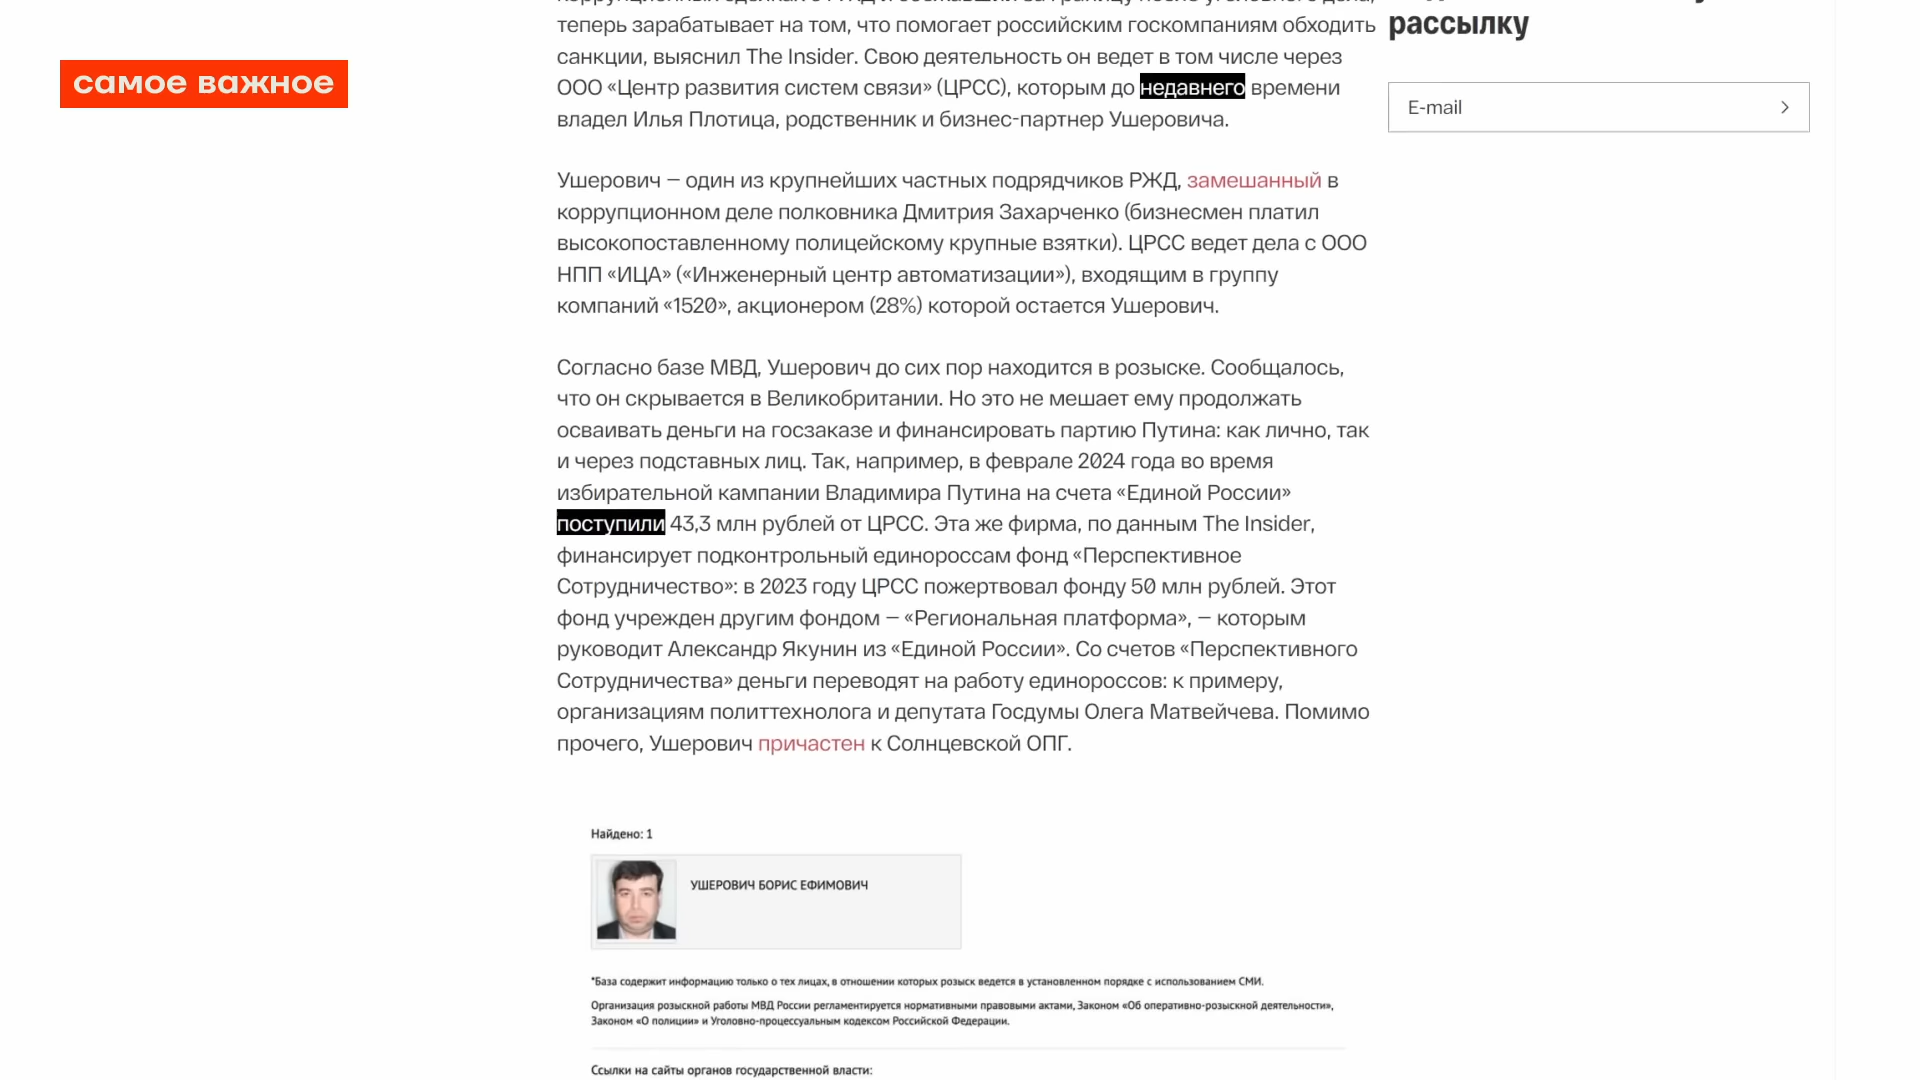 теперь зарабатывает на том, что помогает российским госкомпаниям обходить
рассылку
санкции, выяснил The Insider. Свою деятельность он ведет в том числе через
самое важное
ООО «Центр развития систем связи» (ЦРСС), которым до недавнего времени
E-mail
владел Илья Плотица, родственник и бизнес-партнер Ушеровича.
Ушерович — один из крупнейших частных подрядчиков РЖД, замешанный в
коррупционном деле полковника Дмитрия Захарченко (бизнесмен платил
высокопоставленному полицейскому крупные взятки). ЦРСС ведет дела с ООО
НПП «ИЦА» («Инженерный центр автоматизации»), входящим в группу
компаний «1520», акционером (28%) которой остается Ушерович.
Согласно базе МВД, Ушерович до сих пор находится в розыске. Сообщалось,
что он скрывается в Великобритании. Но это не мешает ему продолжать
осваивать деньги на госзаказе и финансировать партию Путина: как лично, так
и через подставных лиц. Так, например, в феврале 2024 года во время
избирательной кампании Владимира Путина на счета «Единой России»
поступили 43,3 млн рублей от ЦРСС. Эта же фирма, по данным The Insider,
финансирует подконтрольный единороссам фонд «Перспективное
Сотрудничество»: в 2023 году ЦРСС пожертвовал фонду 50 млн рублей. Этот
фонд учрежден другим фондом — «Региональная платформа», — которым
руководит Александр Якунин из «Единой России». Со счетов «Перспективного
Сотрудничества» деньги переводят на работу единороссов: к примеру,
организациям политтехнолога и депутата Госдумы Олега Матвейчева. Помимо
прочего, Ушерович причастен к Солнцевской ОПГ.
Найдено: 1
УШЕРОВИЧ БОРИС ЕФИМОВИЧ
*База содержит информацию только о тех лицах, в отношении которых розыск ведется в установленном порядке с использованием СМИ.
Организация розыскной работы МВД России регламентируется нормативными правовыми актами, Законом «Об оперативно-розыскной деятельности»,
Законом «О полиции» и Уголовно-процессуальным кодексом Российской Федерации.
Ссылки на сайты органов государственной власти: